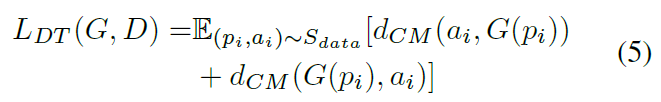 L_{DT}(G, D) = 𝔼_{(p_i,a_i)∼S_{data}}[d_{CM}(a_i, G(p_i))
+ d_{CM}(G(p_i), a_i)] (5)